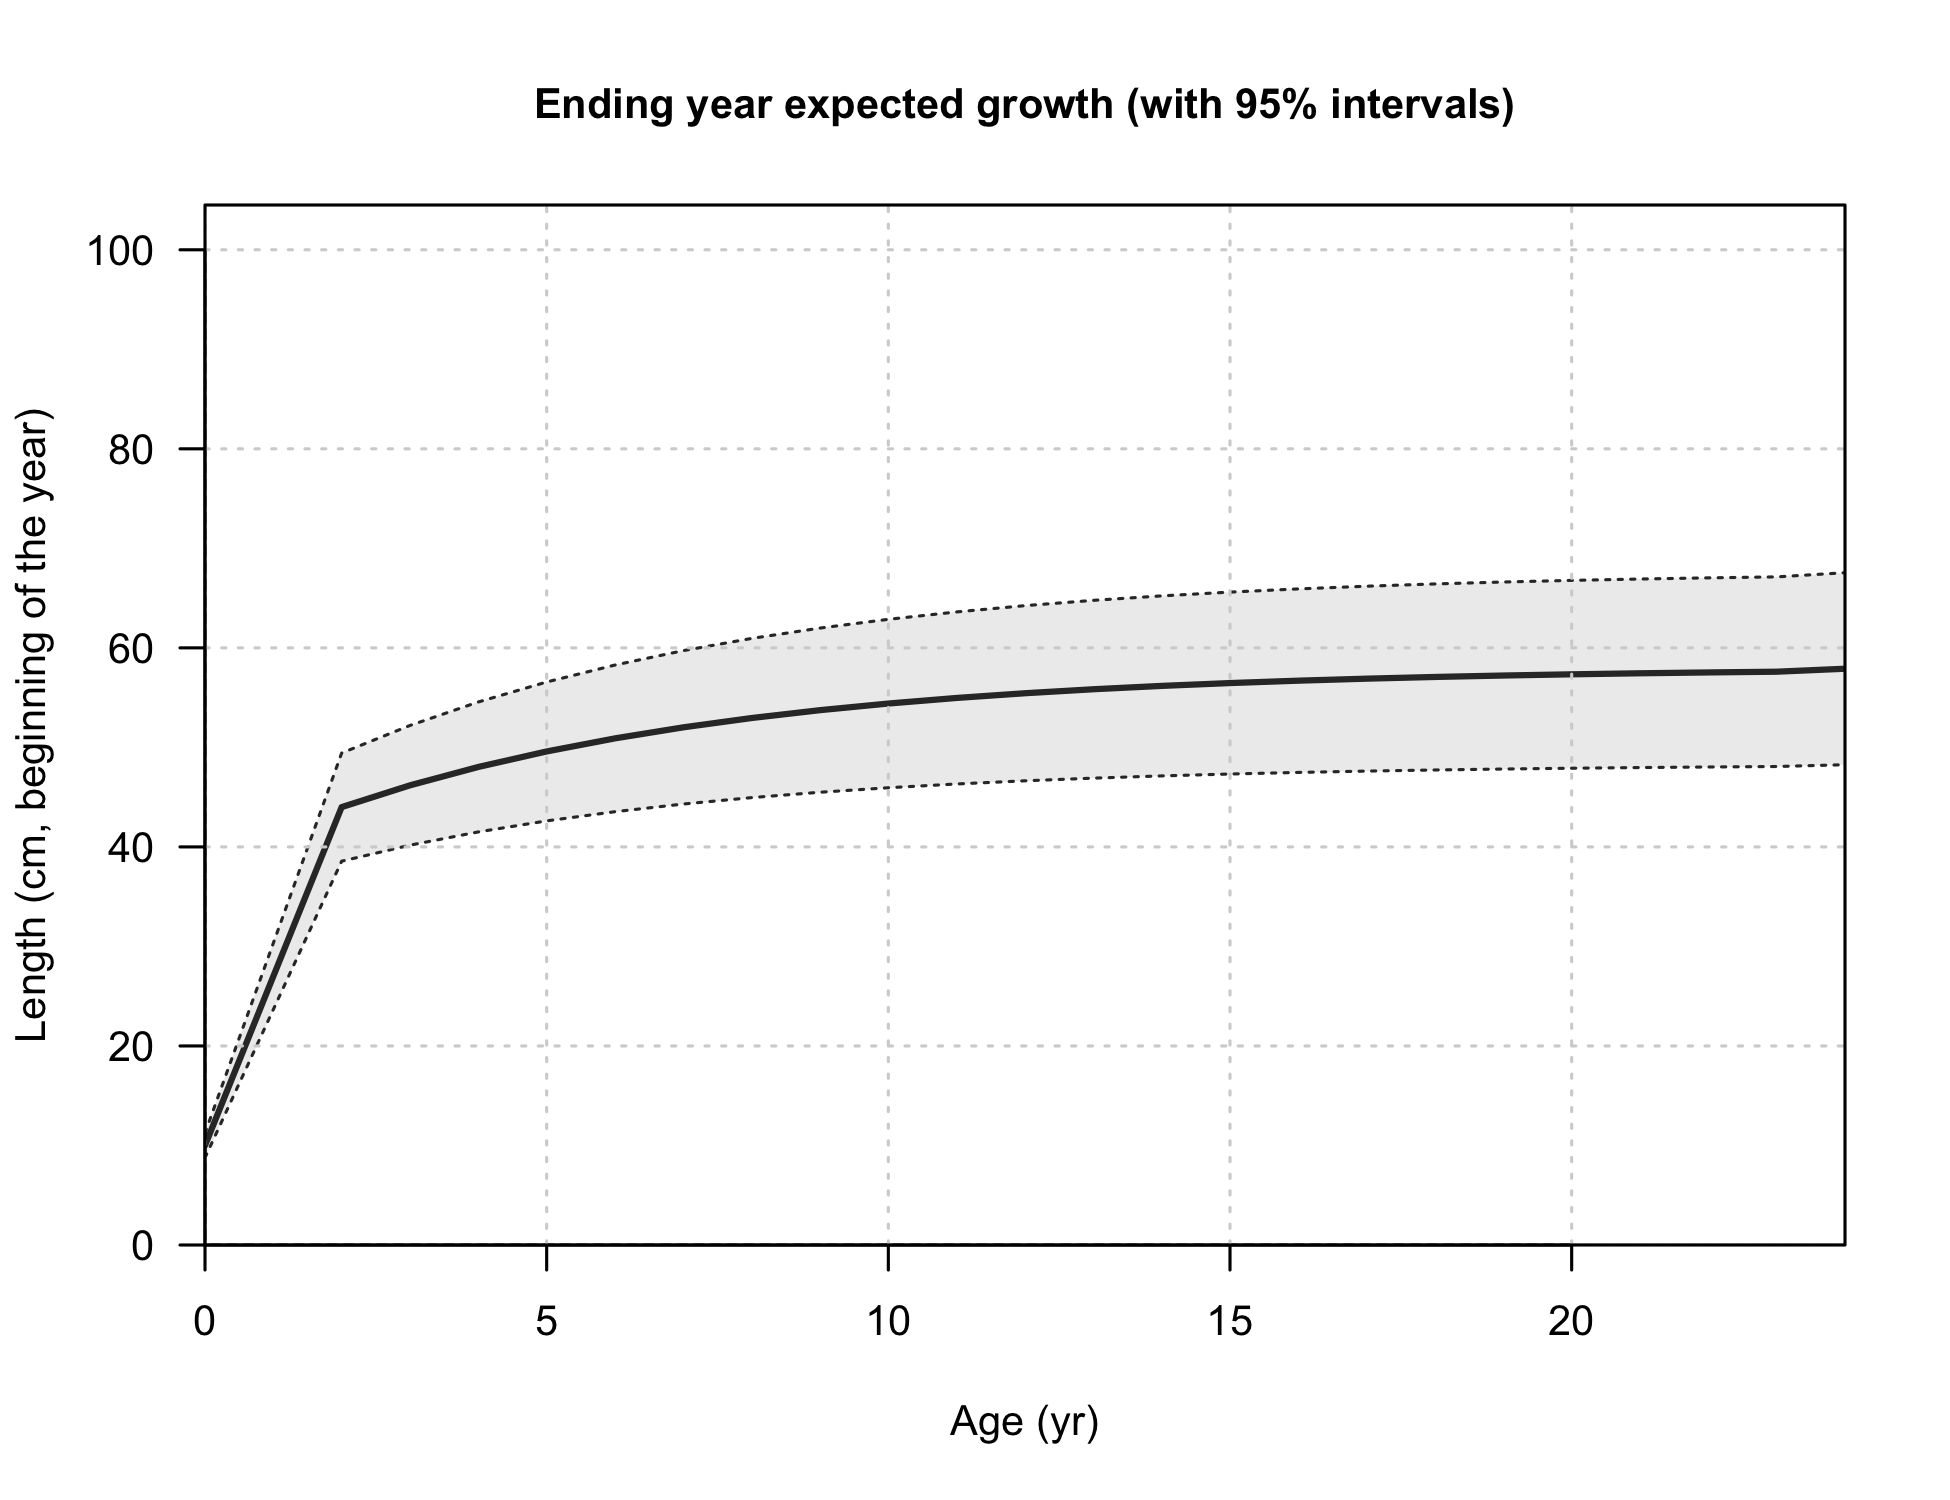 Ending year expected growth (with 95% intervals)
Length (cm, beginning of the year)
100
80
60
40
20
0
0 5 10 15 20
Age (yr)